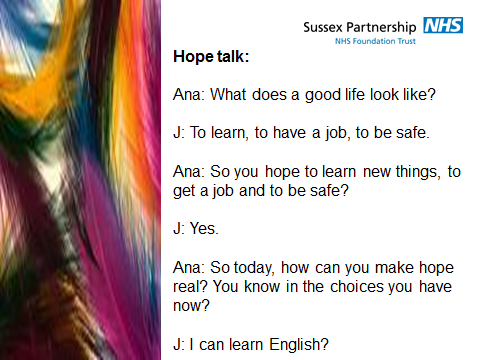 Sussex Partnership NHS
NHS Foundation Trust
Hope talk:
Ana: What does a good life look like?
J: To learn, to have a job, to be safe.
Ana: So you hope to learn new things, to
get a job and to be safe?
J: Yes.
Ana: So today, how can you make hope
real? You know in the choices you have
now?
J: I can learn English?